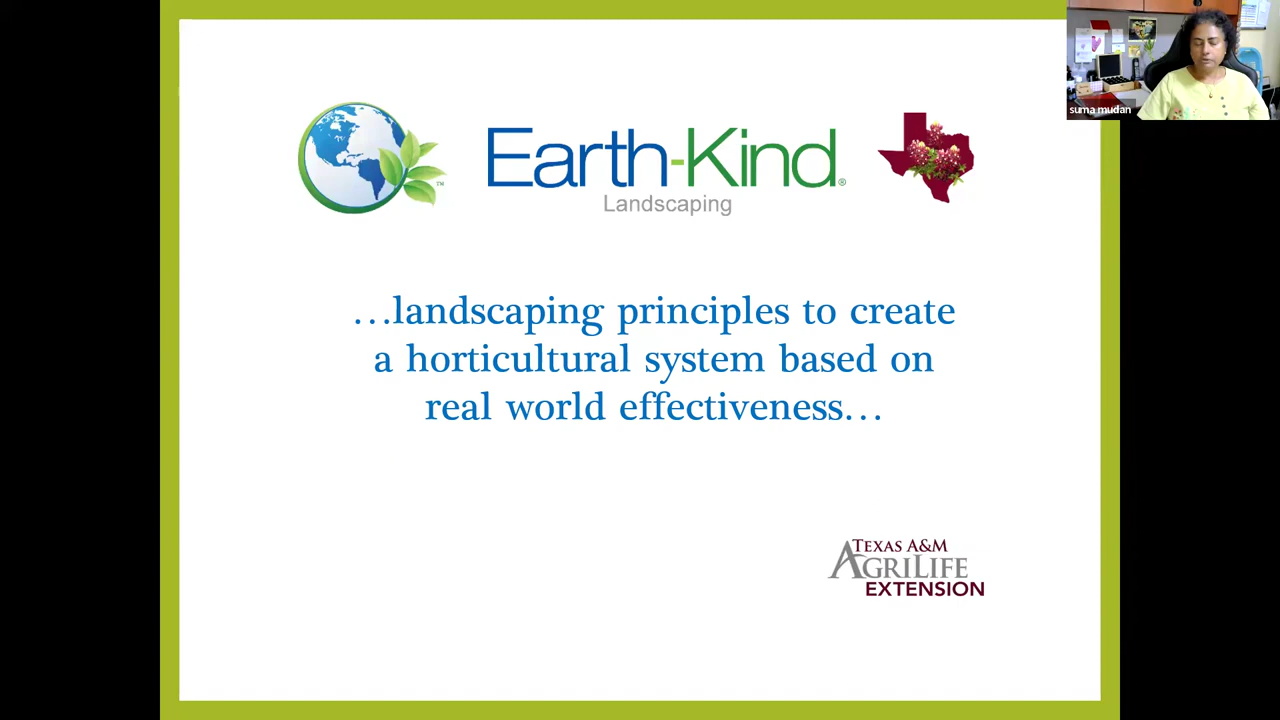 suma mudan
Earth-Kind®
Landscaping
™
...landscaping principles to create
a horticultural system based on
real world effectiveness...
TEXAS A&M
AGRILIFE
EXTENSION